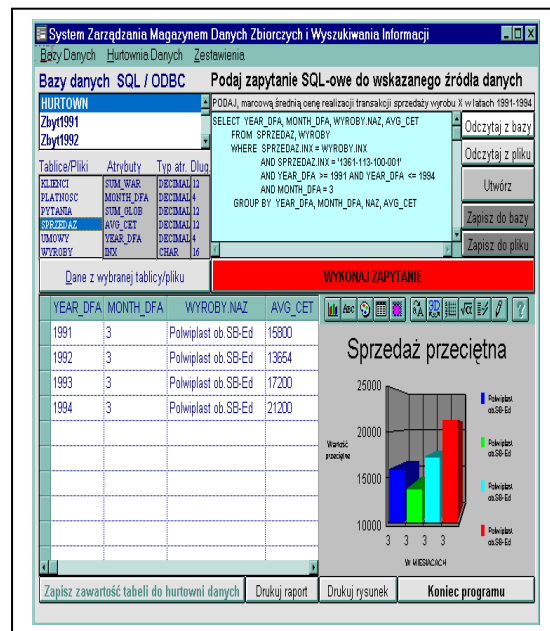 System Zarządzania Magazynem Danych Zbiorczych i Wyszukiwania Informacji
Bazy Danych Hurtownia Danych Zestawienia
Bazy danych SQL / ODBC
Podaj zapytanie SQL-owe do wskazanego źródła danych
HURTOWN
Zbyt1991
Zbyt1992
PODAJ, marcową średnią cenę realizacji transakcji sprzedaży wyrobu X w latach 1991-1994
SELECT YEAR_DFA, MONTH_DFA, WYROBY.NAZ, AVG_CET
FROM SPRZEDAZ, WYROBY
WHERE SPRZEDAZ.INX = WYROBY.INX
AND SPRZEDAZ.INX = '1361-113-100-001'
AND YEAR_DFA >= 1991 AND YEAR_DFA <= 1994
AND MONTH_DFA = 3
GROUP BY YEAR_DFA, MONTH_DFA, NAZ, AVG_CET
Odczytaj z bazy
Odczytaj z pliku
Utwórz
Zapisz do bazy
Zapisz do pliku
Tablice/Pliki Atrybuty Typ atr. Dlug.
KLIENCI SUM_WAR DECIMAL 12
PLATNOSC MONTH_DFA DECIMAL 4
PYTANIA SUM_GLOB DECIMAL 12
SPRZEDAZ AVG_CET DECIMAL 12
UMOWY YEAR_DFA DECIMAL 4
WYROBY INX CHAR 16
Dane z wybranej tablicy/pliku
WYKONAJ ZAPYTANIE
YEAR_DFA MONTH_DFA WYROBY.NAZ AVG_CET
1991 3 Polwiplast ob.SB-Ed 15800
1992 3 Polwiplast ob.SB-Ed 13654
1993 3 Polwiplast ob.SB-Ed 17200
1994 3 Polwiplast ob.SB-Ed 21200
ABC
?
Sprzedaż przeciętna
25000
20000
15000
10000
Wartość
przeciętna
3 3 3 3
W MIESIACACH
Polwiplast
ob.SB-Ed
Polwiplast
ob.SB-Ed
Polwiplast
ob.SB-Ed
Polwiplast
ob.SB-Ed
Zapisz zawartość tabeli do hurtowni danych
Drukuj raport
Drukuj rysunek
Koniec programu